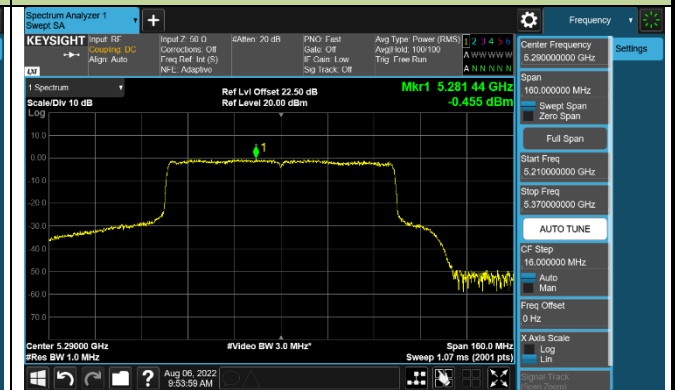 Spectrum Analyzer 1
Swept SA
+
Frequency
KEYSIGHT
Input: RF
Coupling: DC
Align: Auto
Input Z: 50 Ω
Corrections: Off
Freq Ref: Int (S)
NFE: Adaptive
#Atten: 20 dB
PNO: Fast
Gate: Off
IF Gain: Low
Sig Track: Off
Avg Type: Power (RMS)
Avg|Hold: 100/100
Trig: Free Run
1 2 3 4 5 6
A W W W W W
A N N N N N
LXI
1 Spectrum
Scale/Div 10 dB
Log
Ref Lvl Offset 22.50 dB
Ref Level 20.00 dBm
Mkr1 5.281 44 GHz
-0.455 dBm
10.0
0.00
-10.0
-20.0
-30.0
-40.0
-50.0
-60.0
-70.0
1
Center 5.29000 GHz
#Res BW 1.0 MHz
#Video BW 3.0 MHz*
Span 160.0 MHz
Sweep 1.07 ms (2001 pts)
Center Frequency
5.290000000 GHz
Settings
Span
160.000000 MHz
Swept Span
Zero Span
Full Span
Start Freq
5.210000000 GHz
Stop Freq
5.370000000 GHz
AUTO TUNE
CF Step
16.000000 MHz
Auto
Man
Freq Offset
0 Hz
X Axis Scale
Log
Lin
Signal Track
(Span Zoom)
?
Aug 06, 2022
9:53:59 AM